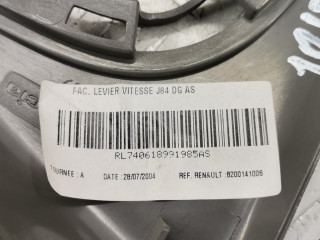 FAC. LEVIER VITESSE J84 DG AS
RL740618991985AS
TOURNEE : A DATE :28/07/2004 REF. RENAULT :8200141006